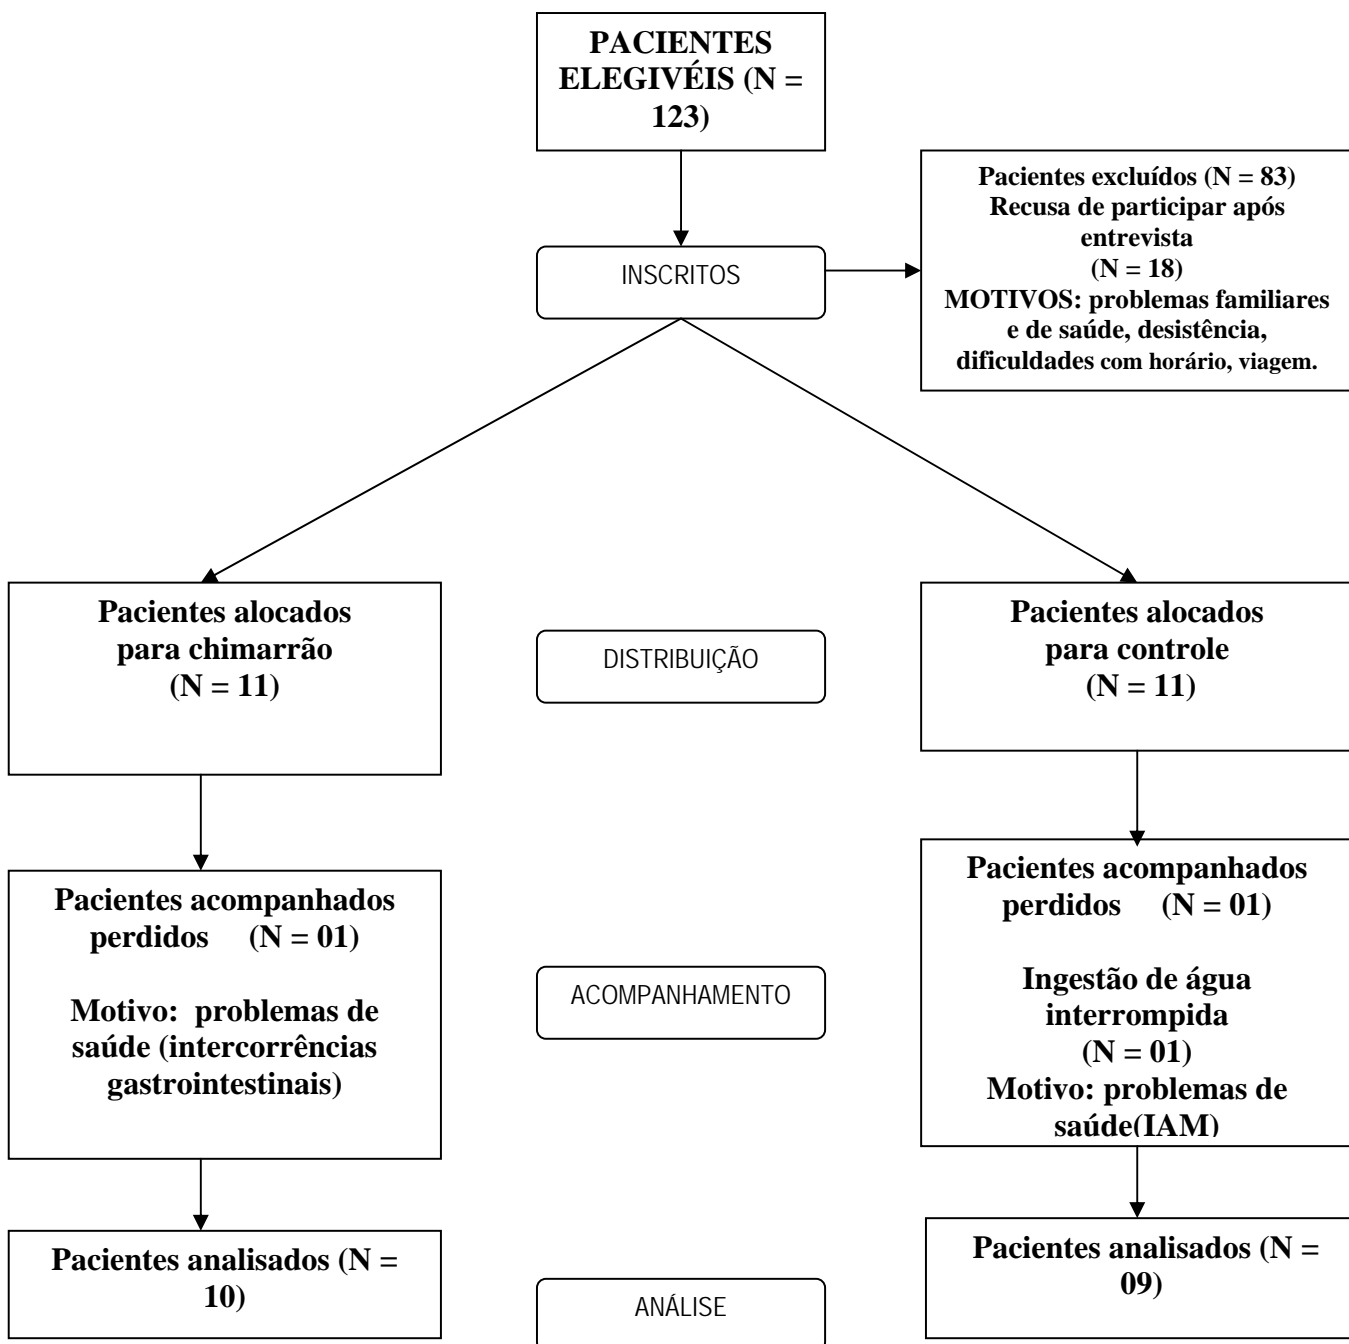 PACIENTES
ELEGIVÉIS (N =
123)
Pacientes excluídos (N = 83)
Recusa de participar após
entrevista
(N = 18)
MOTIVOS: problemas familiares
e de saúde, desistência,
dificuldades com horário, viagem.
INSCRITOS
Pacientes alocados
para chimarrão
(N = 11)
DISTRIBUIÇÃO
Pacientes alocados
para controle
(N = 11)
Pacientes acompanhados
perdidos (N = 01)
Motivo: problemas de
saúde (intercorrências
gastrointestinais)
ACOMPANHAMENTO
Pacientes acompanhados
perdidos (N = 01)
Ingestão de água
interrompida
(N = 01)
Motivo: problemas de
saúde(IAM)
Pacientes analisados (N =
10)
ANÁLISE
Pacientes analisados (N =
09)